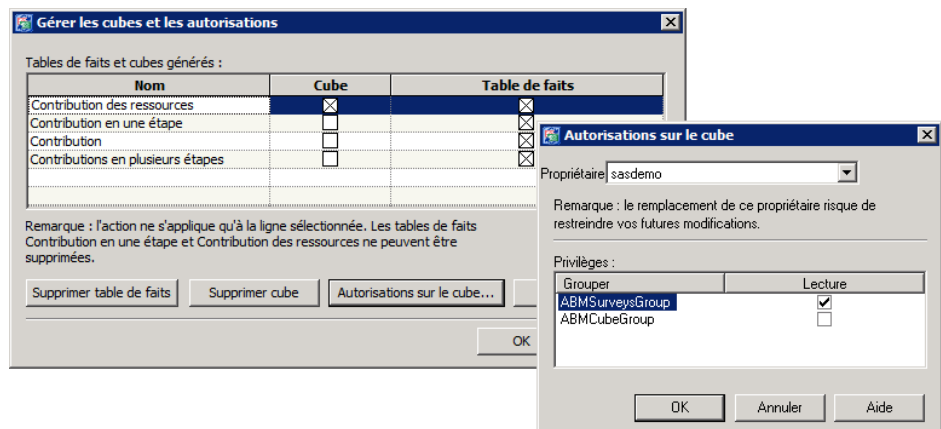 Gérer les cubes et les autorisations
Tables de faits et cubes générés :
Nom Cube Table de faits
Contribution des ressources
Contribution en une étape
Contribution
Contributions en plusieurs étapes
Remarque : l'action ne s'applique qu'à la ligne sélectionnée. Les tables de faits
Contribution en une étape et Contribution des ressources ne peuvent être
supprimées.
Supprimer table de faits Supprimer cube Autorisations sur le cube...
OK
Autorisations sur le cube
Propriétaire sasdemo
Remarque : le remplacement de ce propriétaire risque de
restreindre vos futures modifications.
Privilèges :
Grouper Lecture
ABMSurveysGroup
ABMCubeGroup
OK Annuler Aide